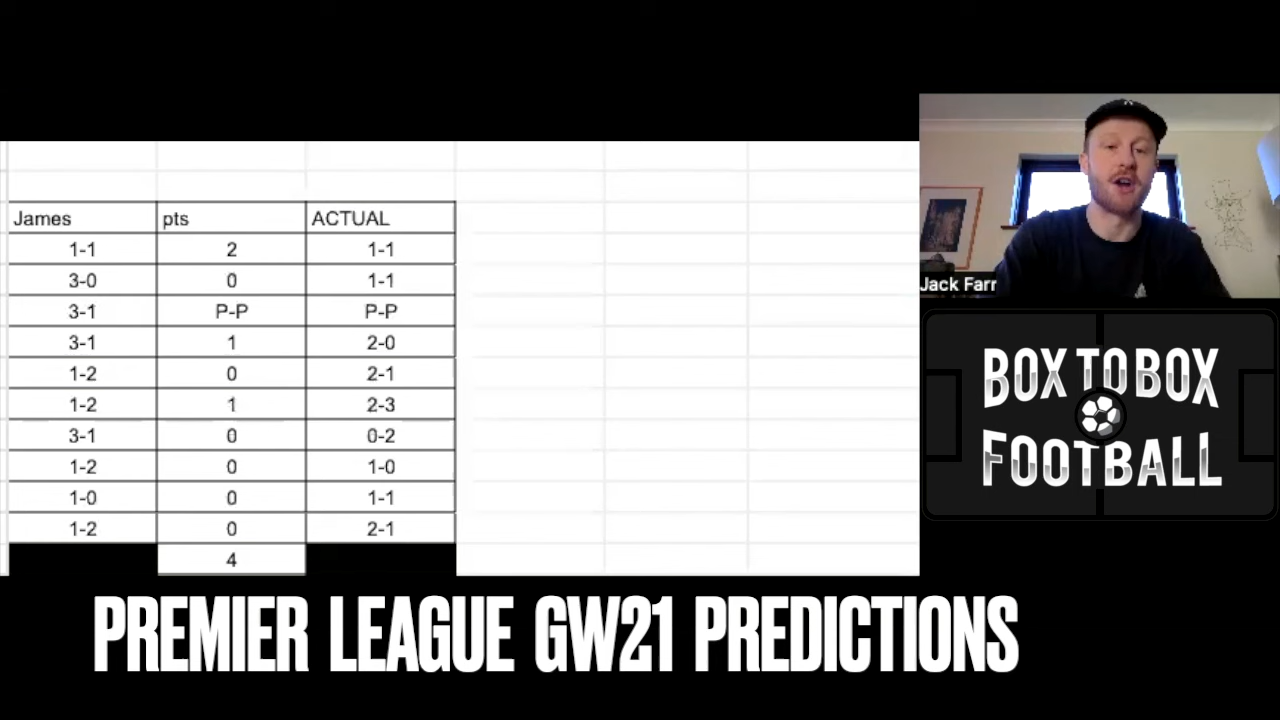 James pts ACTUAL
1-1 2 1-1
3-0 0 1-1
3-1 P-P P-P
3-1 1 2-0
1-2 0 2-1
1-2 1 2-3
3-1 0 0-2
1-2 0 1-0
1-0 0 1-1
1-2 0 2-1
4
Jack Farr
BOX TO BOX
FOOTBALL
PREMIER LEAGUE GW21 PREDICTIONS